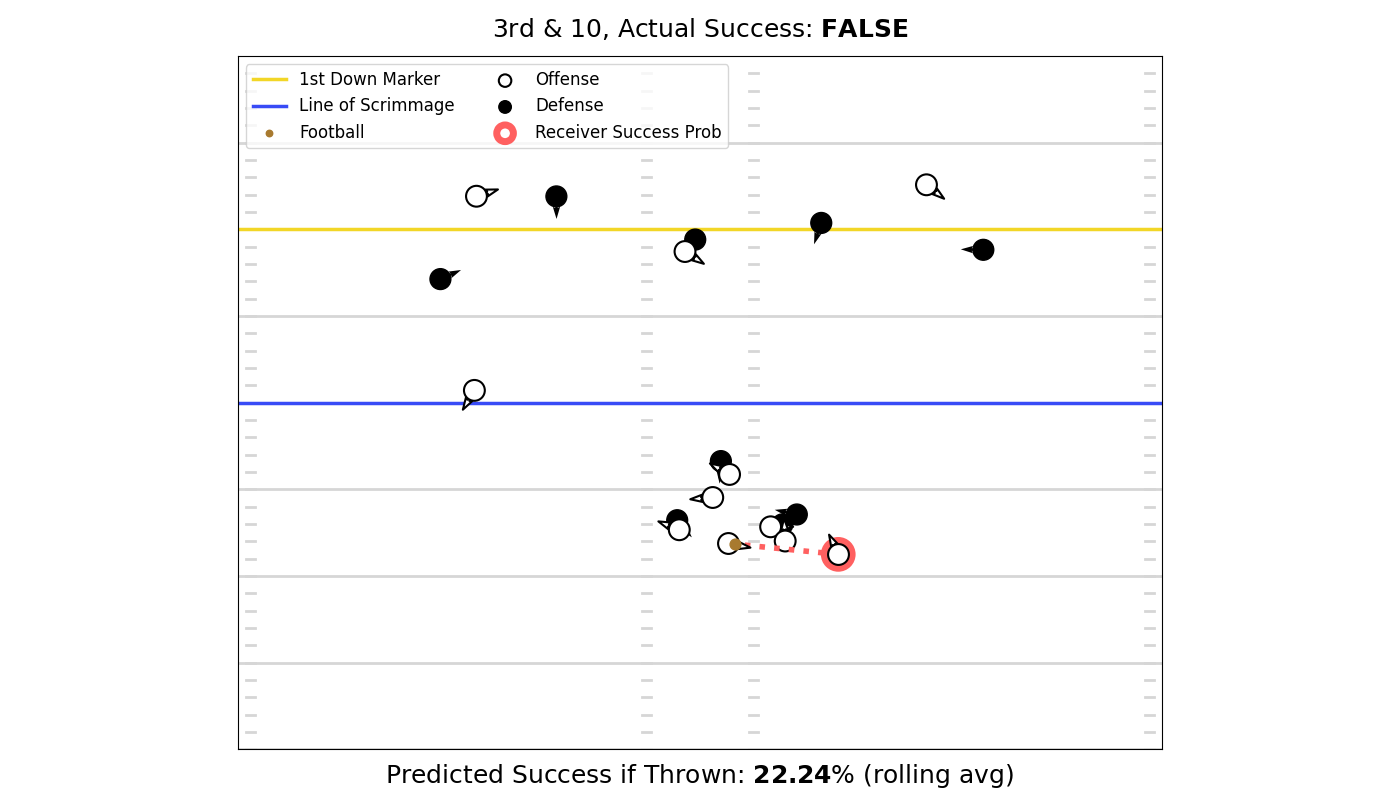 3rd & 10, Actual Success: FALSE
1st Down Marker
Line of Scrimmage
Football
Offense
Defense
Receiver Success Prob
Predicted Success if Thrown: 22.24% (rolling avg)